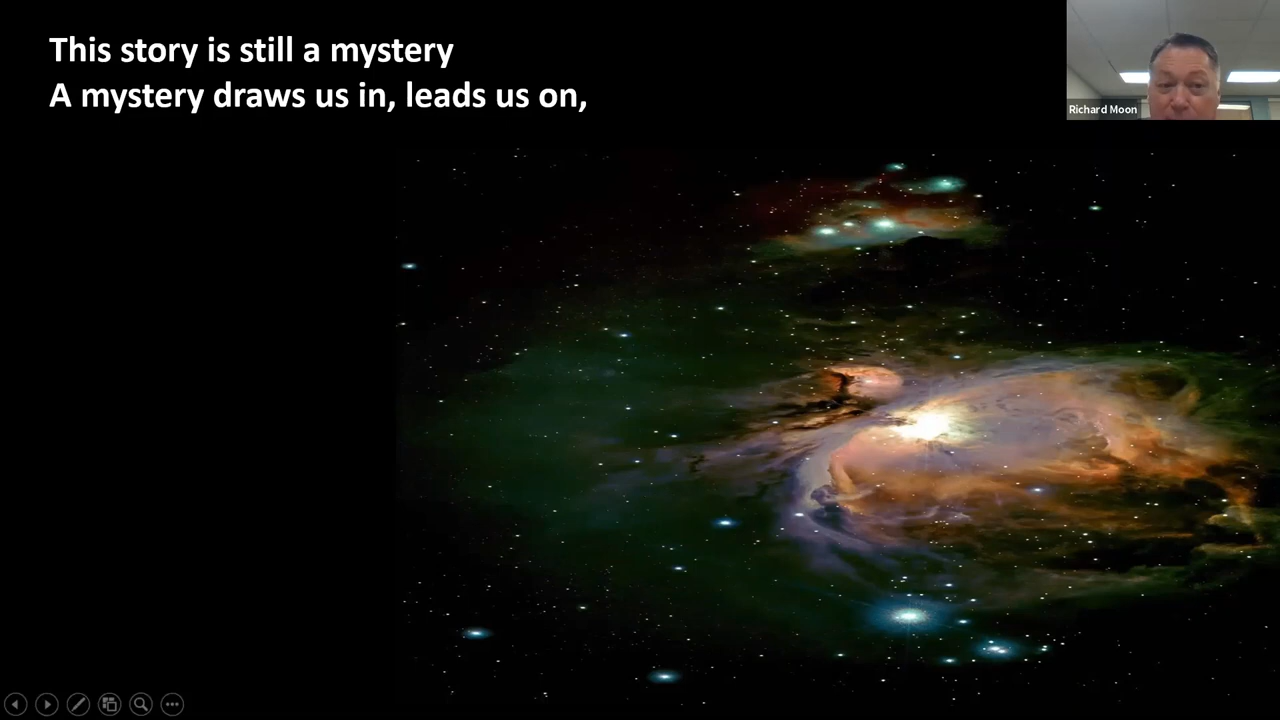 This story is still a mystery
A mystery draws us in, leads us on,
Richard Moon